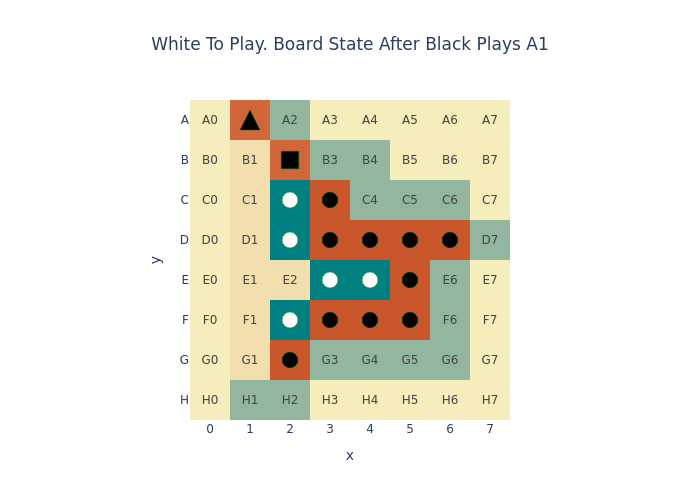 White To Play. Board State After Black Plays A1
A A0 A2 A3 A4 A5 A6 A7
B B0 B1 B3 B4 B5 B6 B7
C C0 C1 C4 C5 C6 C7
D D0 D1 D7
E E0 E1 E2 E6 E7
F F0 F1 F6 F7
G G0 G1 G3 G4 G5 G6 G7
H H0 H1 H2 H3 H4 H5 H6 H7
0 1 2 3 4 5 6 7
x
y